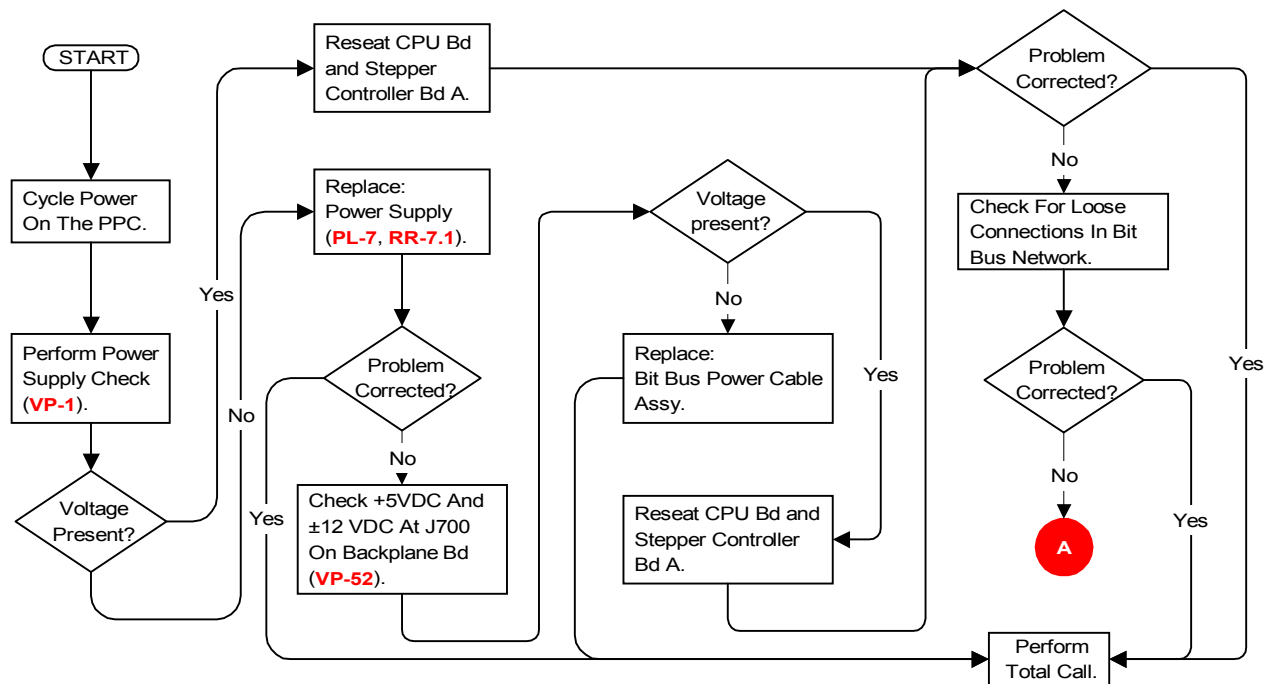 START
Cycle Power
On The PPC.
Perform Power
Supply Check
(VP-1).
Voltage
Present?
Yes
No
Reseat CPU Bd
and Stepper
Controller Bd A.
Replace:
Power Supply
(PL-7, RR-7.1).
Problem
Corrected?
Yes
No
Check +5VDC And
±12 VDC At J700
On Backplane Bd
(VP-52).
Voltage
present?
No
Yes
Replace:
Bit Bus Power Cable
Assy.
Reseat CPU Bd and
Stepper Controller
Bd A.
Problem
Corrected?
No
Yes
Check For Loose
Connections In Bit
Bus Network.
Problem
Corrected?
No
Yes
A
Perform
Total Call.